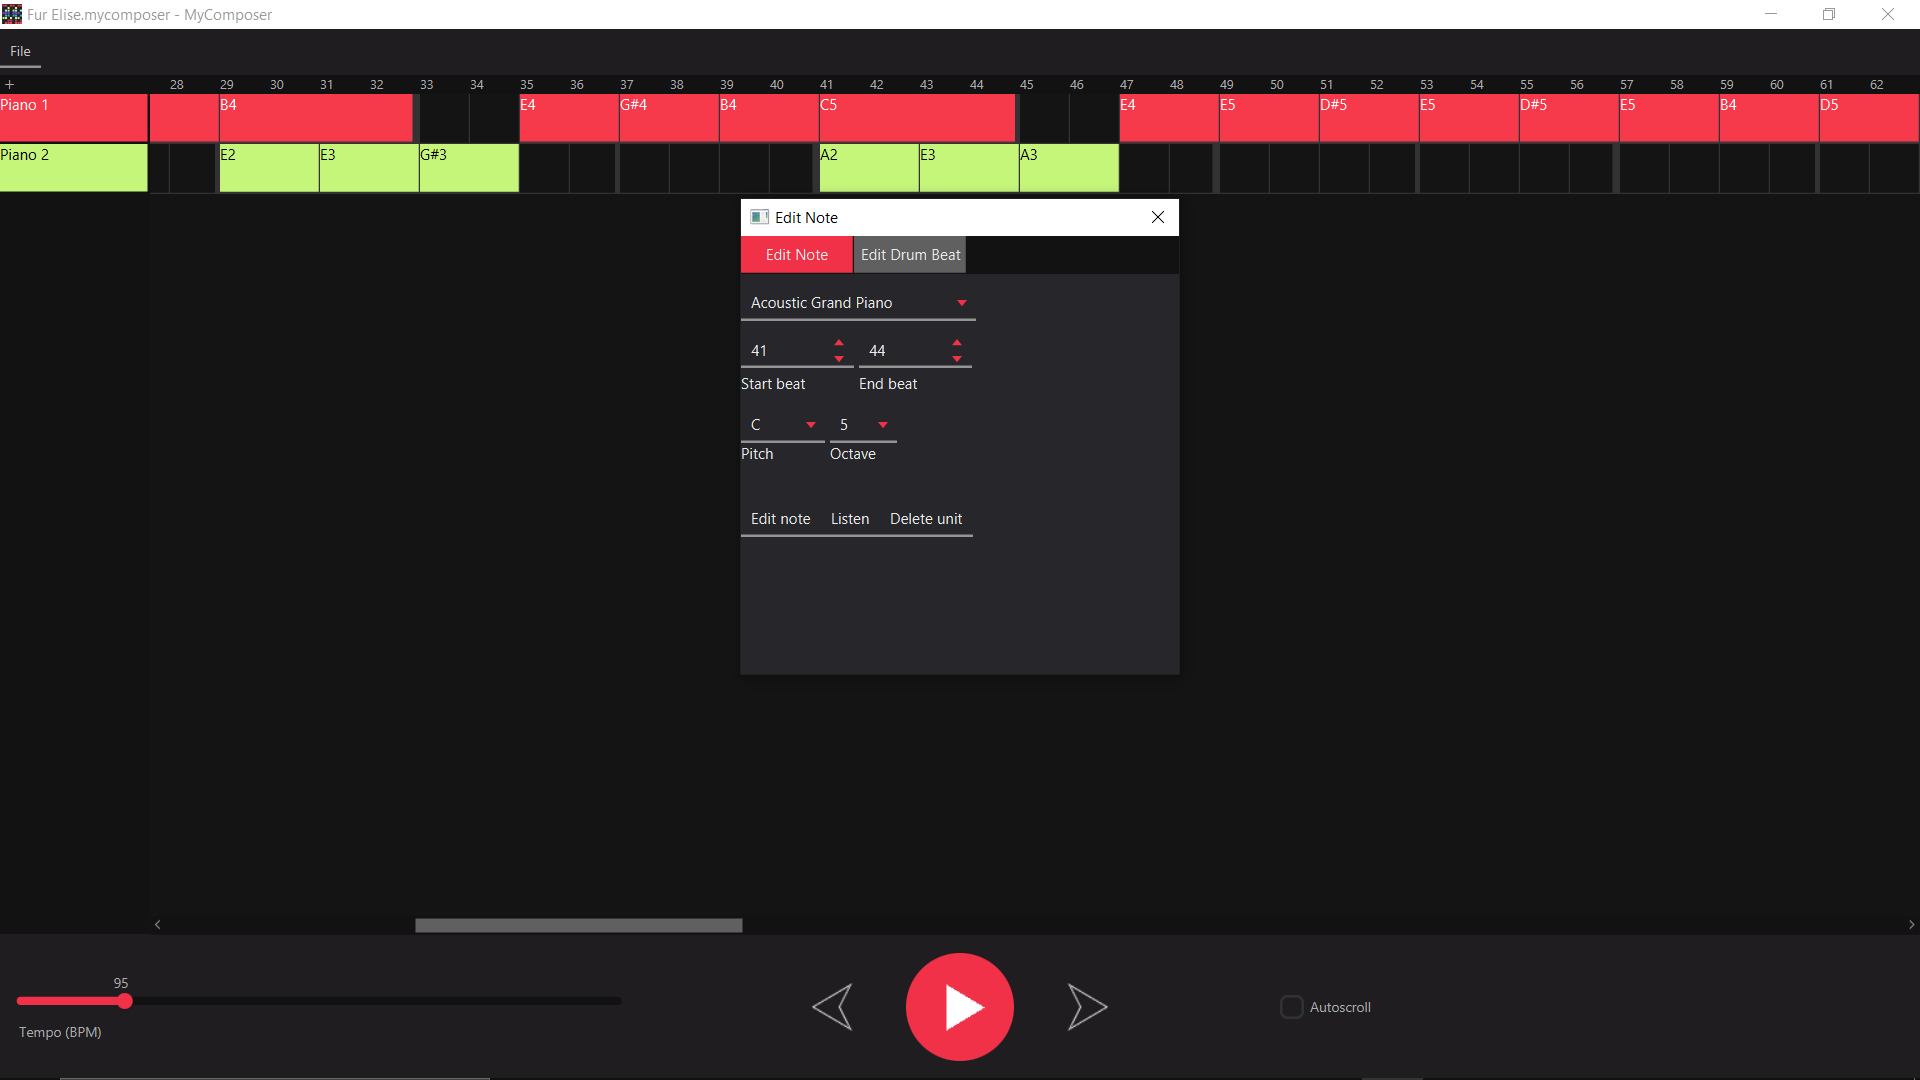 Fur Elise.mycomposer - MyComposer
File
+ 28 29 30 31 32 33 34 35 36 37 38 39 40 41 42 43 44 45 46 47 48 49 50 51 52 53 54 55 56 57 58 59 60 61 62
Piano 1 B4 E4 G#4 B4 C5 E4 E5 D#5 E5 D#5 E5 B4 D5
Piano 2 E2 E3 G#3 A2 E3 A3
Edit Note
Edit Note Edit Drum Beat
Acoustic Grand Piano
41 44
Start beat End beat
C 5
Pitch Octave
Edit note Listen Delete unit
95
Tempo (BPM)
Autoscroll